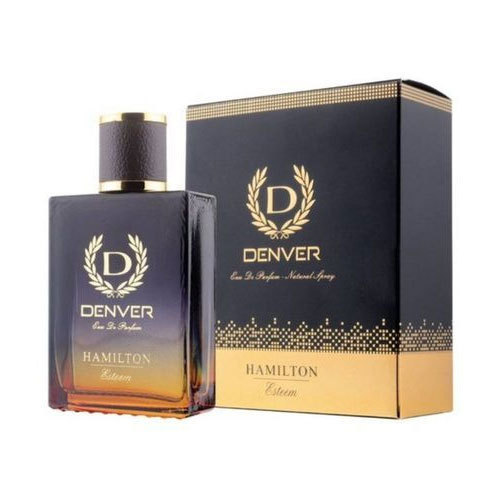 D
DENVER
Eau De Parfum
HAMILTON
Esteem
D
DENVER
Eau De Parfum - Natural Spray
HAMILTON
Esteem